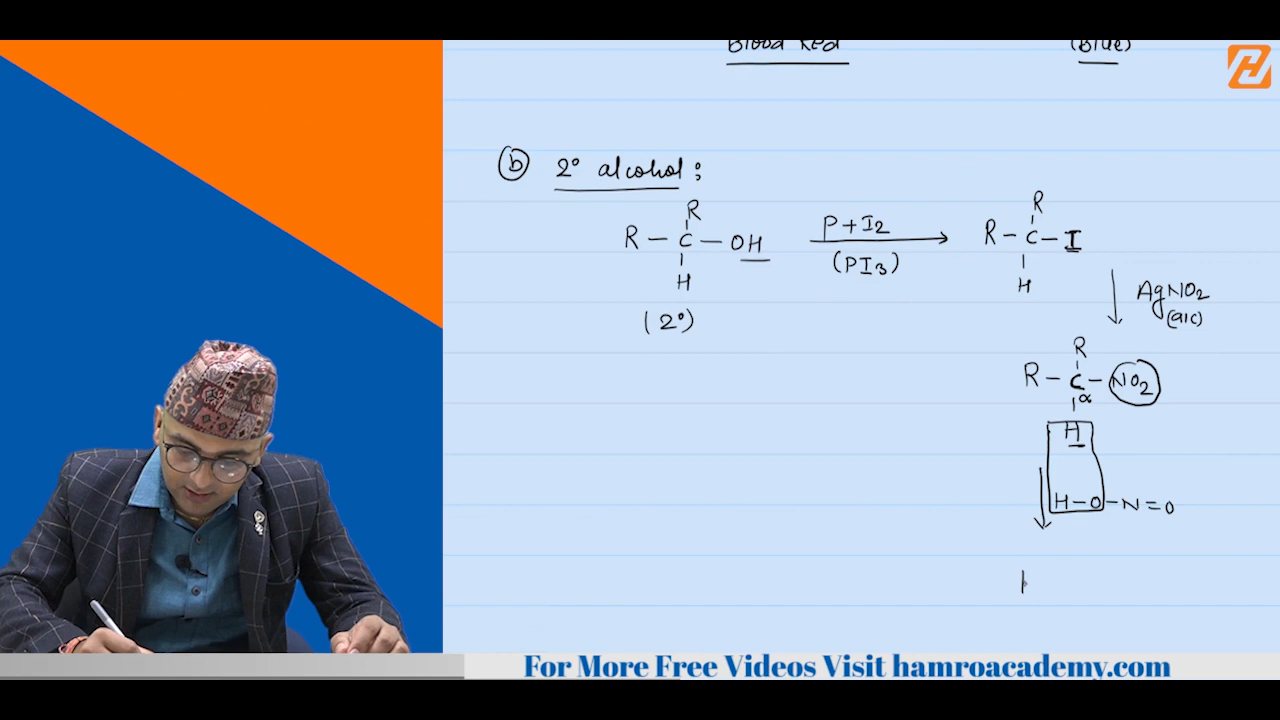 Blood Red (Blue)
(b) 2° alcohol :
R R
R – C – OH P + I2 R – C – I
(PI3)
H H
(2°) AgNO2
(alc)
R
R – C – NO2
α
H
H – O – N = O
For More Free Videos Visit hamroacademy.com